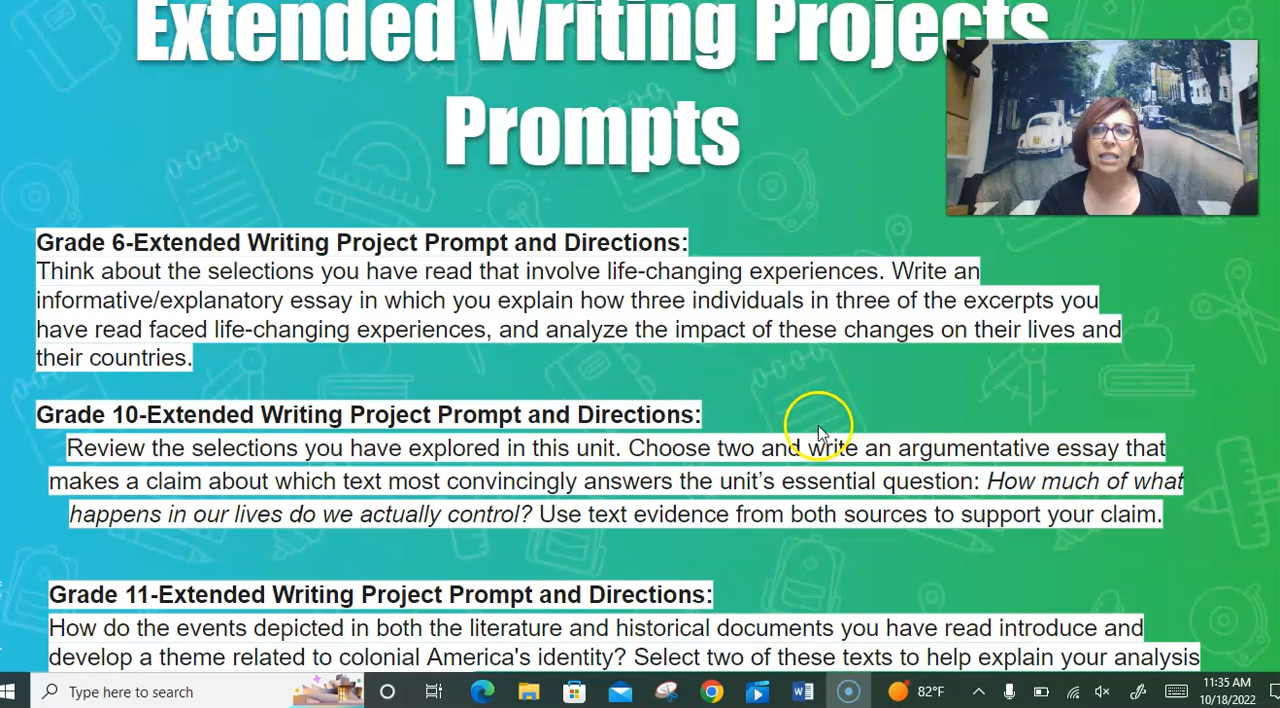 Extended Writing Projects
Prompts
Grade 6-Extended Writing Project Prompt and Directions:
Think about the selections you have read that involve life-changing experiences. Write an
informative/explanatory essay in which you explain how three individuals in three of the excerpts you
have read faced life-changing experiences, and analyze the impact of these changes on their lives and
their countries.
Grade 10-Extended Writing Project Prompt and Directions:
Review the selections you have explored in this unit. Choose two and write an argumentative essay that
makes a claim about which text most convincingly answers the unit’s essential question: How much of what
happens in our lives do we actually control? Use text evidence from both sources to support your claim.
Grade 11-Extended Writing Project Prompt and Directions:
How do the events depicted in both the literature and historical documents you have read introduce and
develop a theme related to colonial America's identity? Select two of these texts to help explain your analysis
Type here to search
82°F
11:35 AM
10/18/2022